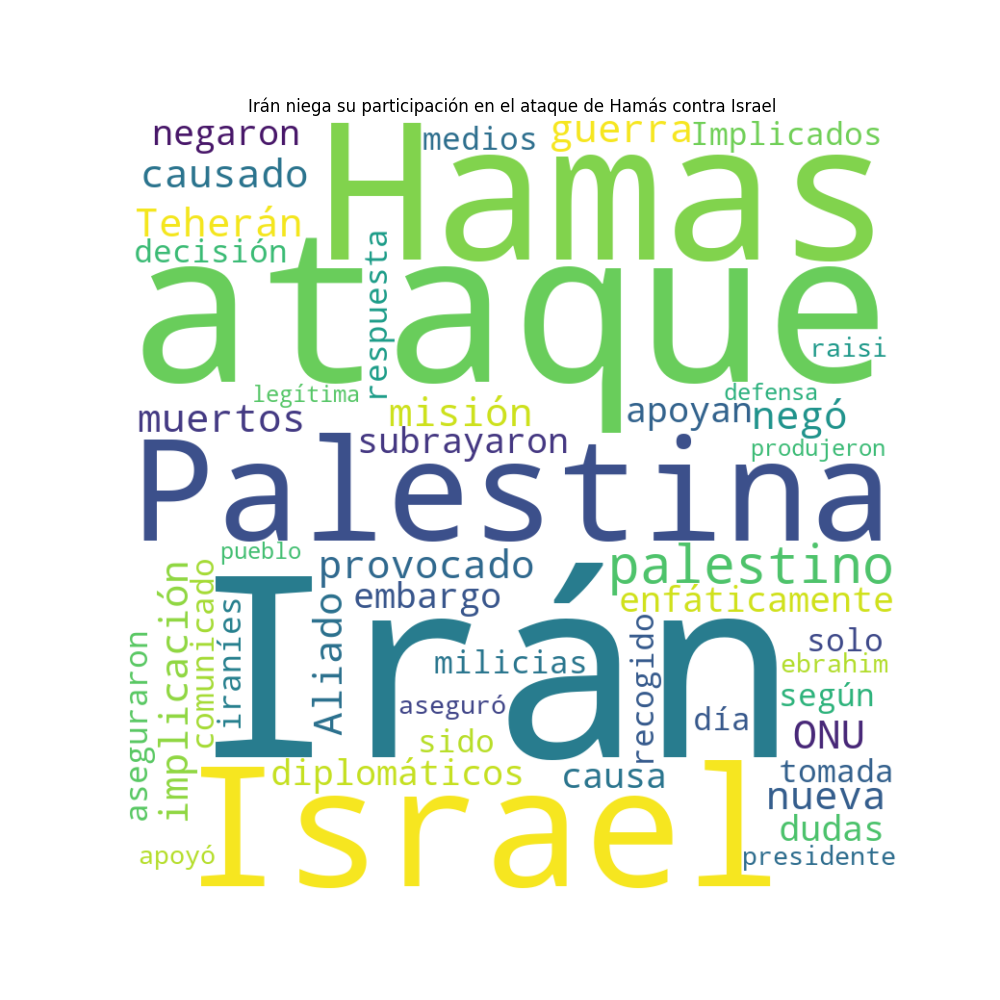 Irán niega su participación en el ataque de Hamás contra Israel
negaron
Hamas
medios
guerra
Implicados
causado
Teherán
decisión
respuesta
ataque
raisi
legítima
defensa
muertos
misión
apoyan
negó
subrayaron
produjeron
Palestina
pueblo
provocado
palestino
embargo
enfáticamente
Irán
aseguraron
implicación
comunicado
iraníes
Aliado
milicias
recogido
solo
ebrahim
según
aseguró
día
sido
ONU
diplomáticos
causa
tomada
nueva
Israel
dudas
apoyó
presidente